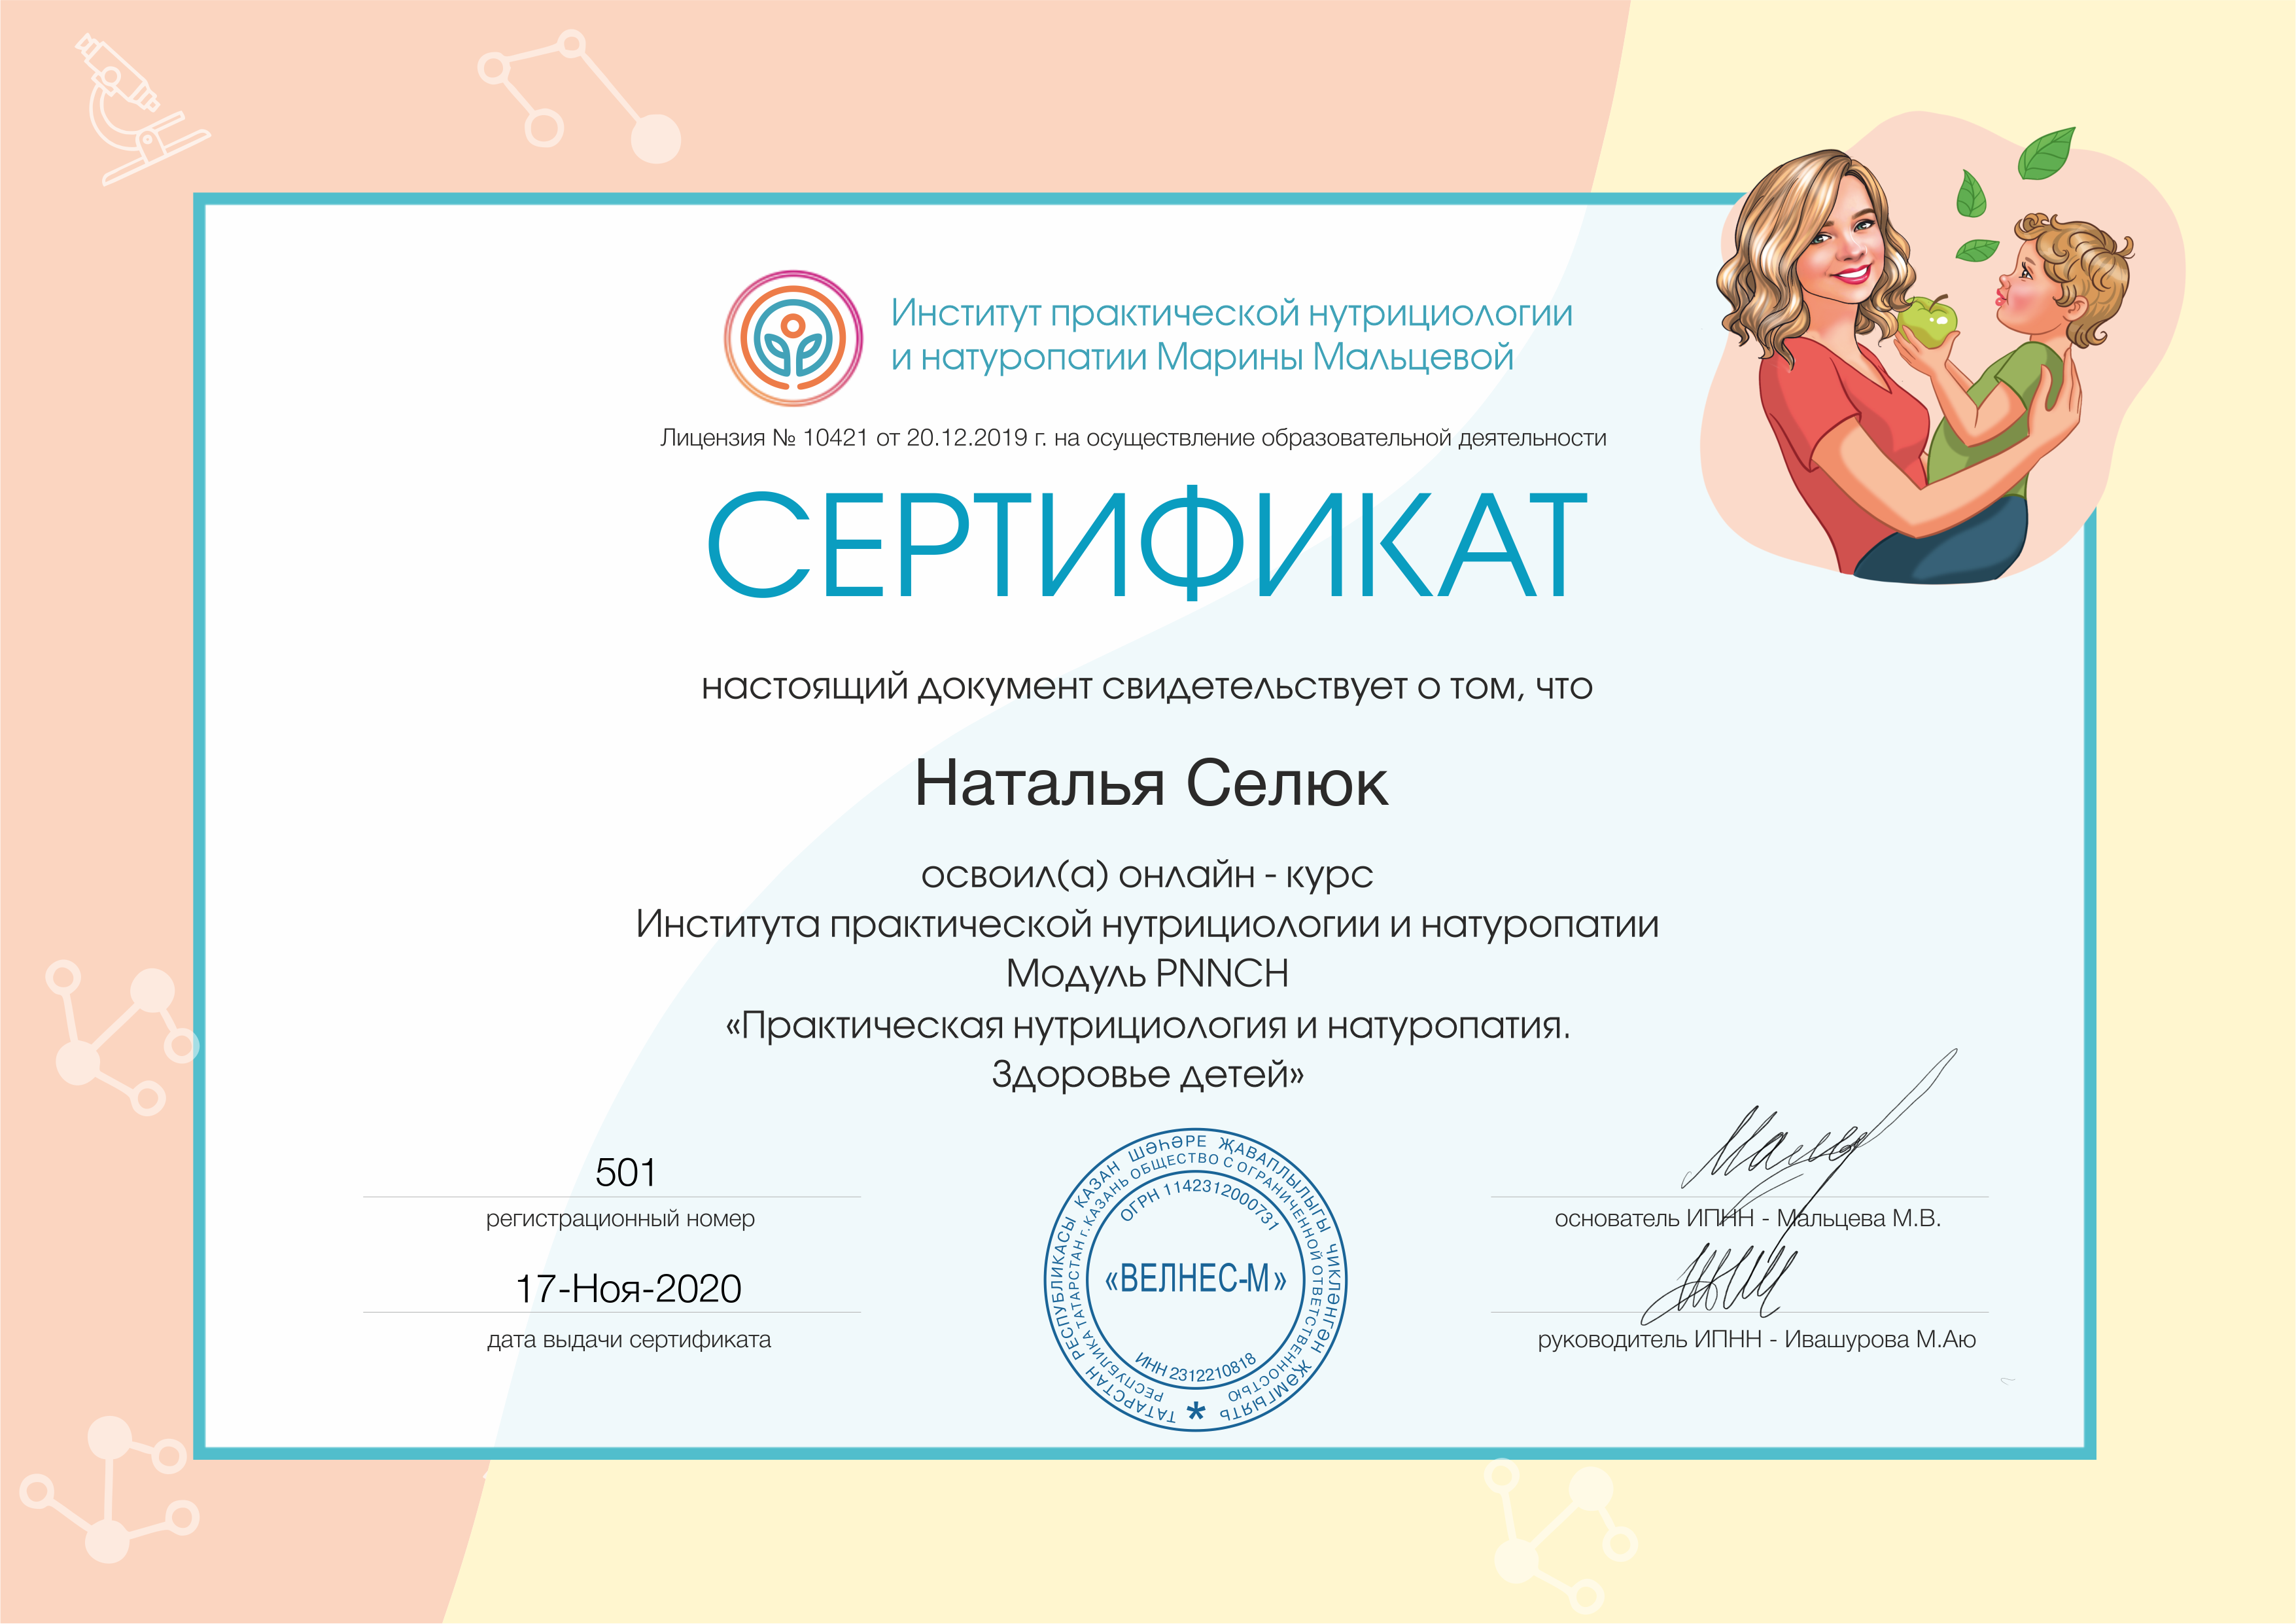 Институт практической нутрициологии
и натуропатии Марины Мальцевой
Лицензия № 10421 от 20.12.2019 г. на осуществление образовательной деятельности
СЕРТИФИКАТ
настоящий документ свидетельствует о том, что
Наталья Селюк
освоил(а) онлайн - курс
Института практической нутрициологии и натуропатии
Модуль PNNCH
«Практическая нутрициология и натуропатия.
Здоровье детей»
501
регистрационный номер
17-Ноя-2020
дата выдачи сертификата
ТАТАРСТАН РЕСПУБЛИКАСЫ КАЗАН ШӘҺӘРЕ ҖАВАПЛЫЛЫГЫ ЧИКЛӘНГӘН ҖӘМГЫЯТЬ
РЕСПУБЛИКА ТАТАРСТАН г.КАЗАНЬ ОБЩЕСТВО С ОГРАНИЧЕННОЙ ОТВЕТСТВЕННОСТЬЮ
ОГРН 1142312000731
«ВЕЛНЕС-М»
ИНН 2312210818
*
основатель ИПНН - Мальцева М.В.
руководитель ИПНН - Ивашурова М.Аю